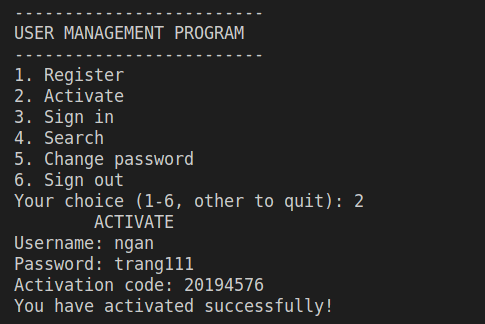 -------------------------
USER MANAGEMENT PROGRAM
-------------------------
1. Register
2. Activate
3. Sign in
4. Search
5. Change password
6. Sign out
Your choice (1-6, other to quit): 2
        ACTIVATE
Username: ngan
Password: trang111
Activation code: 20194576
You have activated successfully!